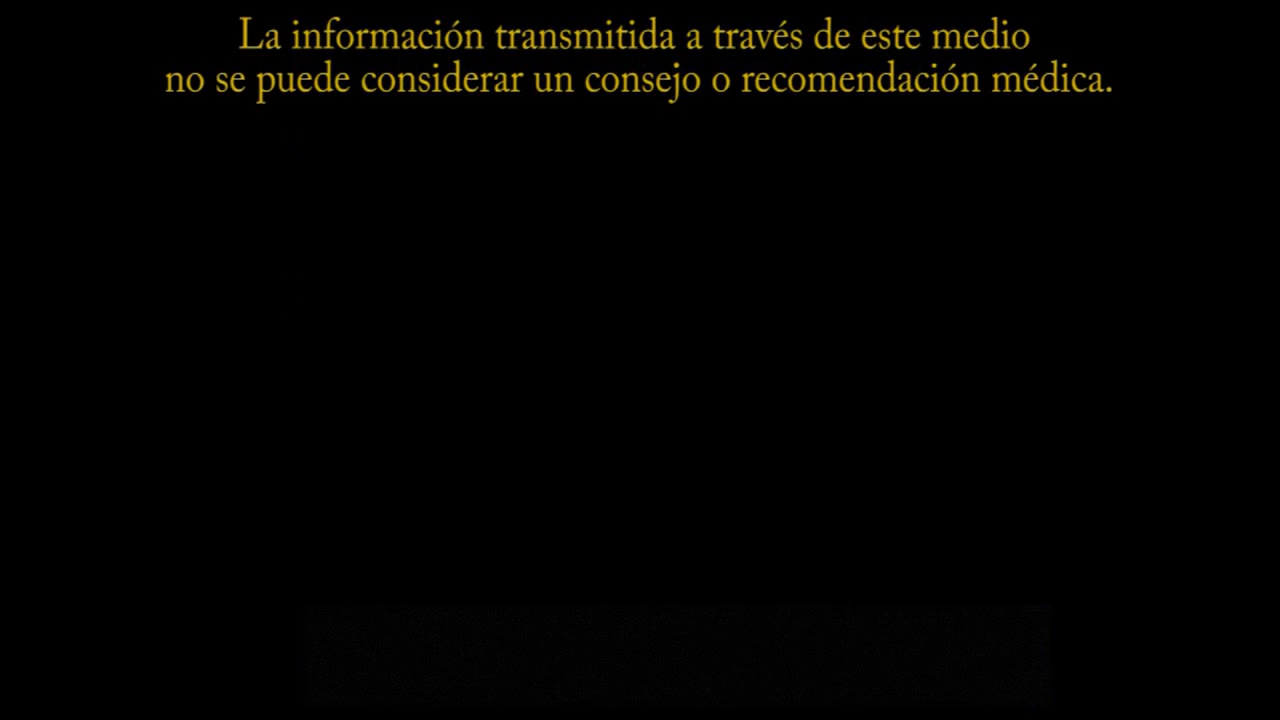 La información transmitida a través de este medio
no se puede considerar un consejo o recomendación médica.